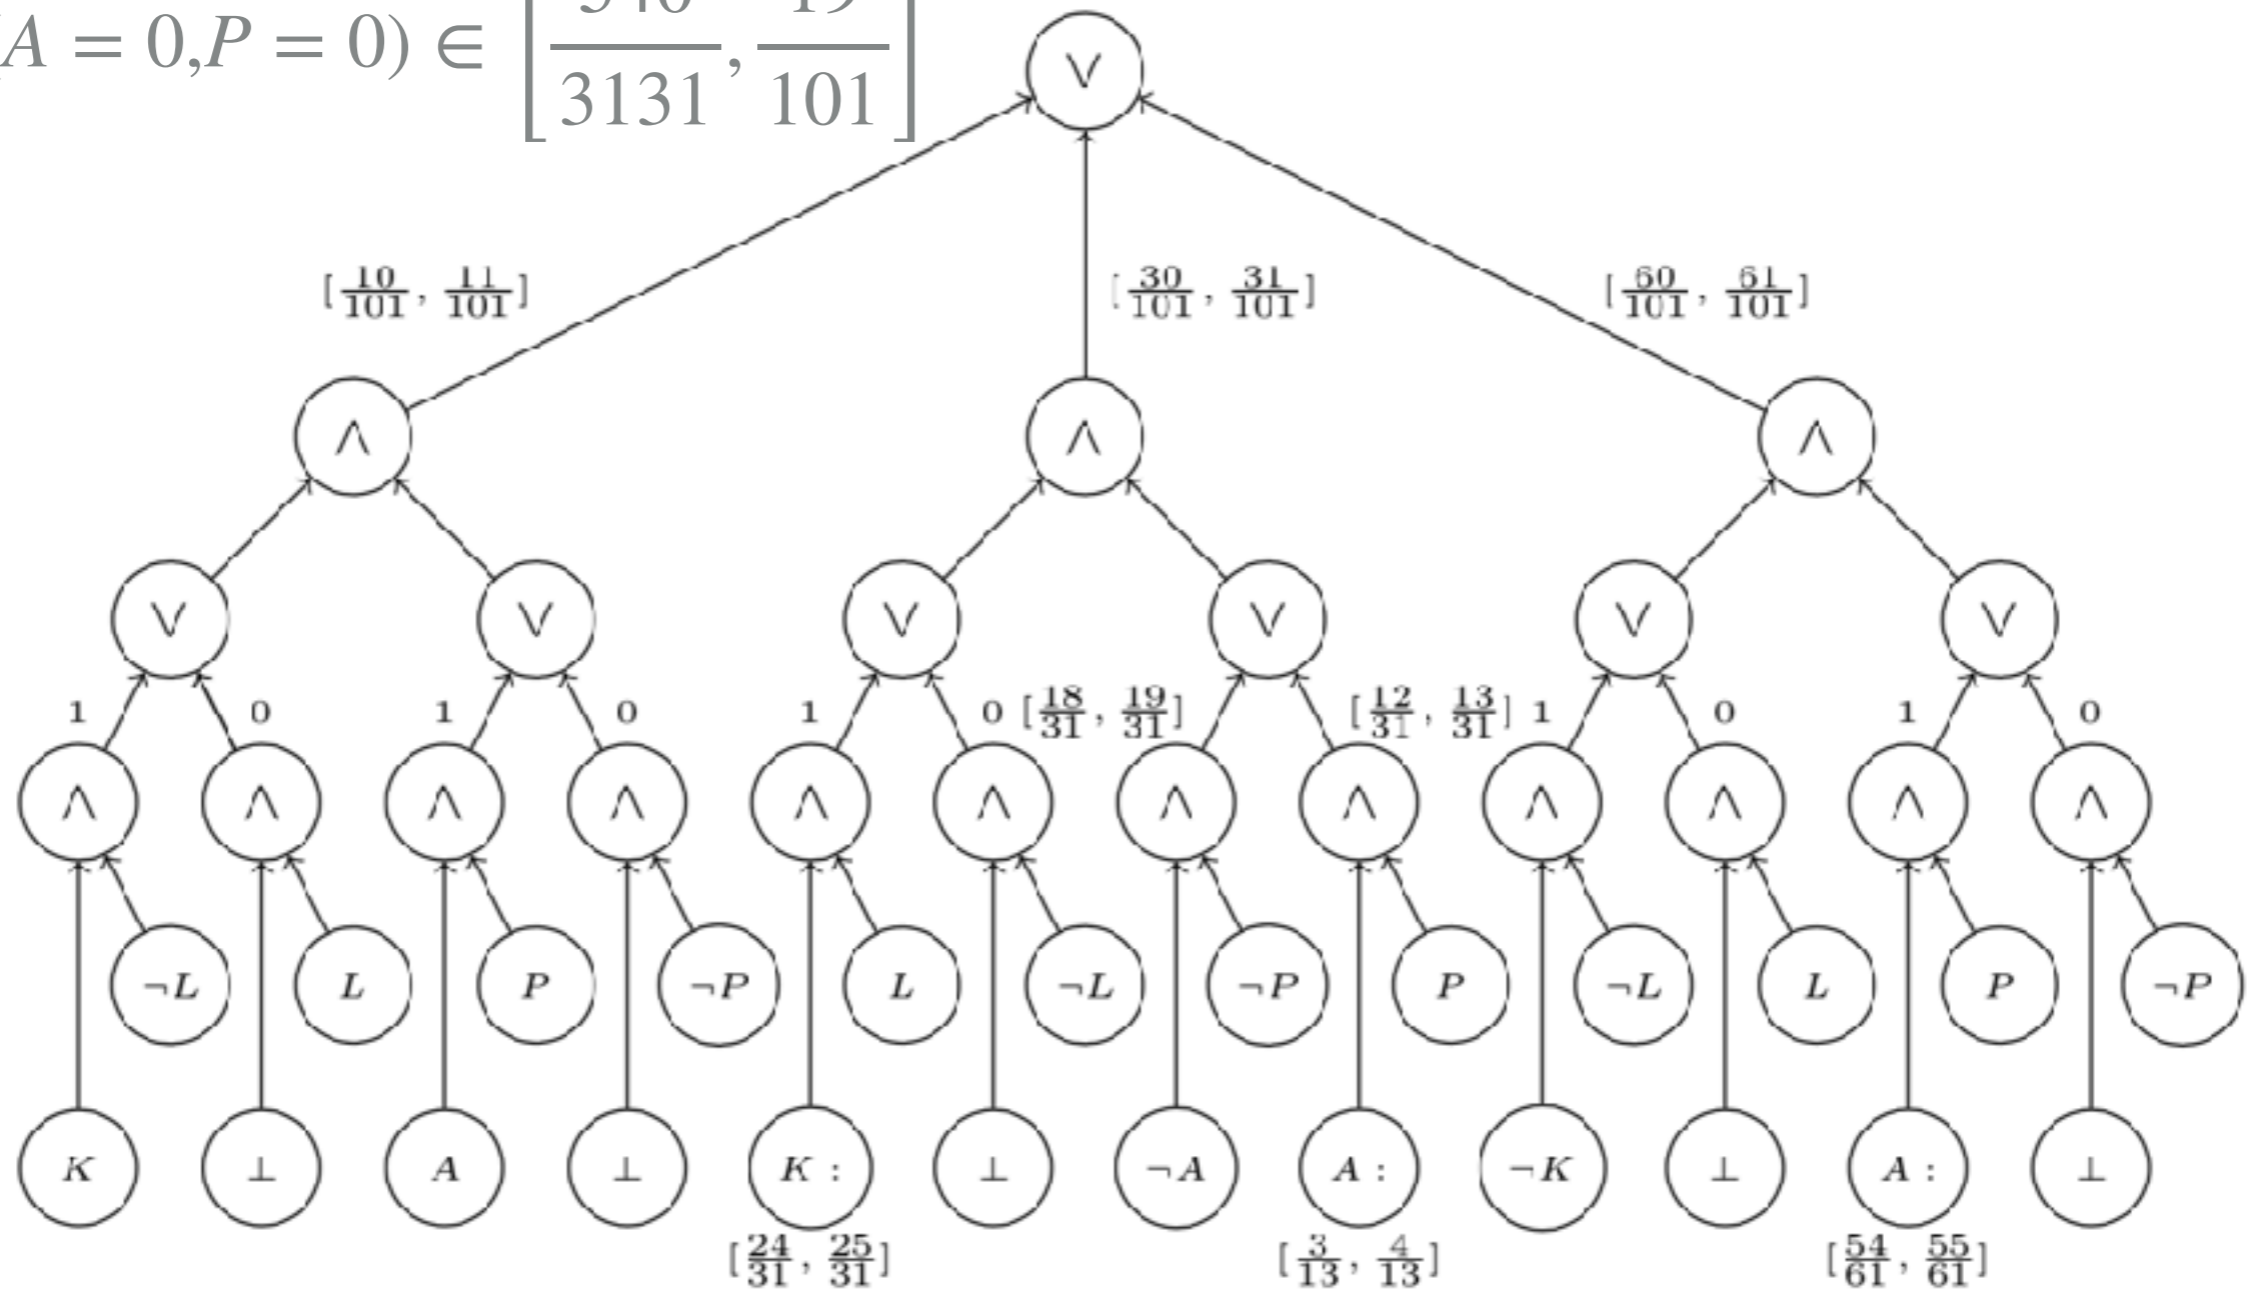 A = 0,P = 0) ∈ [ /3131, 19/101 ]
∨
[10/101, 11/101] [30/101, 31/101] [60/101, 61/101]
∧ ∧ ∧
∨ ∨ ∨ ∨ ∨ ∨
1 0 1 0 1 0 [18/31, 19/31] [12/31, 13/31] 1 0 1 0
∧ ∧ ∧ ∧ ∧ ∧ ∧ ∧ ∧ ∧ ∧ ∧
¬L L P ¬P L ¬L ¬P P ¬L L P ¬P
K ⊥ A ⊥ K : ⊥ ¬A A : ¬K ⊥ A : ⊥
[24/31, 25/31] [3/13, 4/13] [54/61, 55/61]